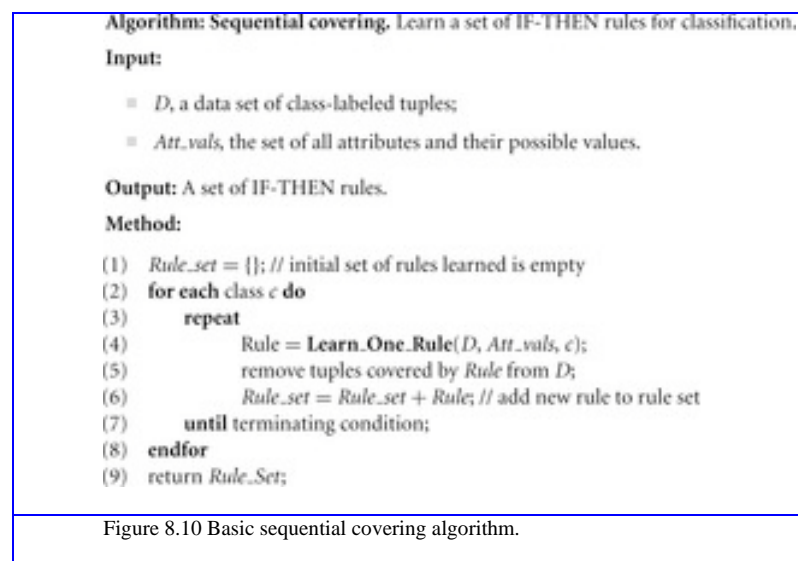 Algorithm: Sequential covering. Learn a set of IF-THEN rules for classification.
Input:
D, a data set of class-labeled tuples;
Att_vals, the set of all attributes and their possible values.
Output: A set of IF-THEN rules.
Method:
(1) Rule_set = {}; // initial set of rules learned is empty
(2) for each class c do
(3) repeat
(4) Rule = Learn_One_Rule(D, Att_vals, c);
(5) remove tuples covered by Rule from D;
(6) Rule_set = Rule_set + Rule; // add new rule to rule set
(7) until terminating condition;
(8) endfor
(9) return Rule_Set;
Figure 8.10 Basic sequential covering algorithm.